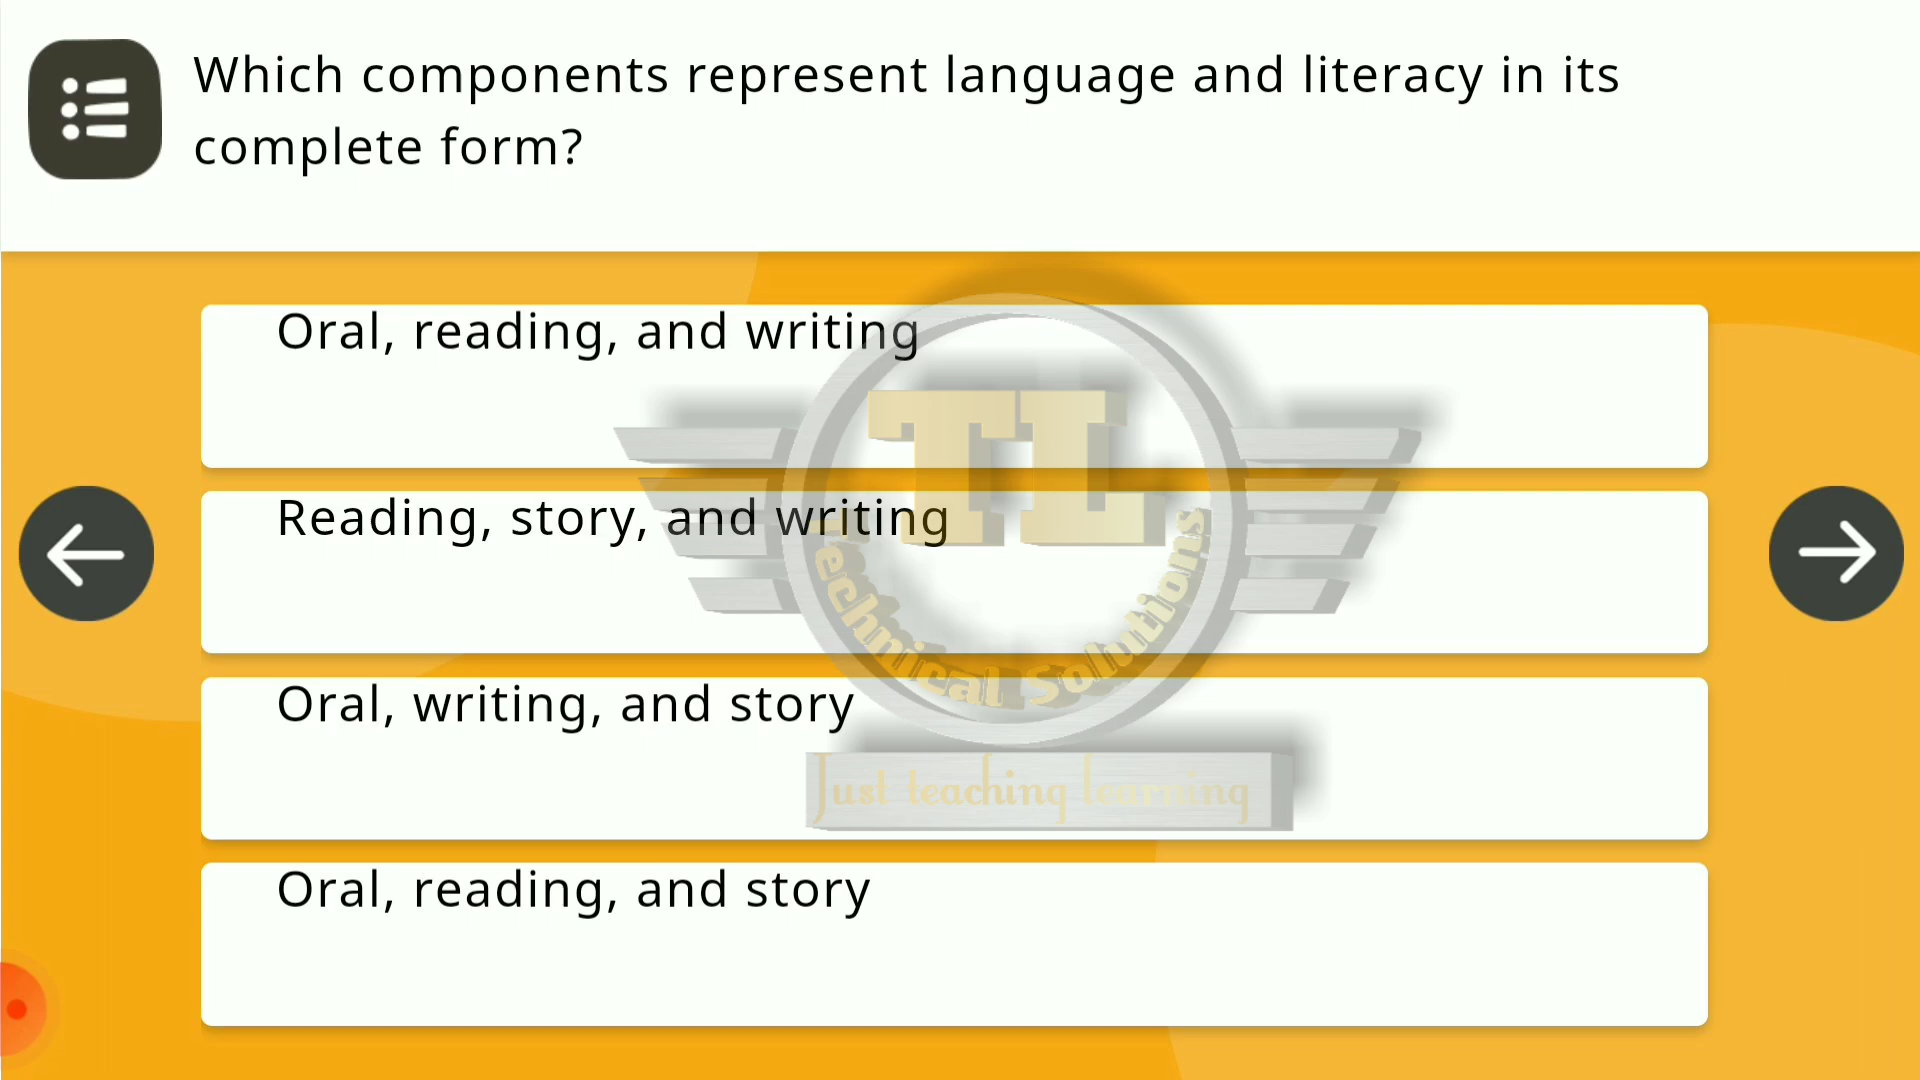 Which components represent language and literacy in its
complete form?
Oral, reading, and writing
Reading, story, and writing
Oral, writing, and story
Oral, reading, and story
TL
Technical Solutions
Just teaching learning